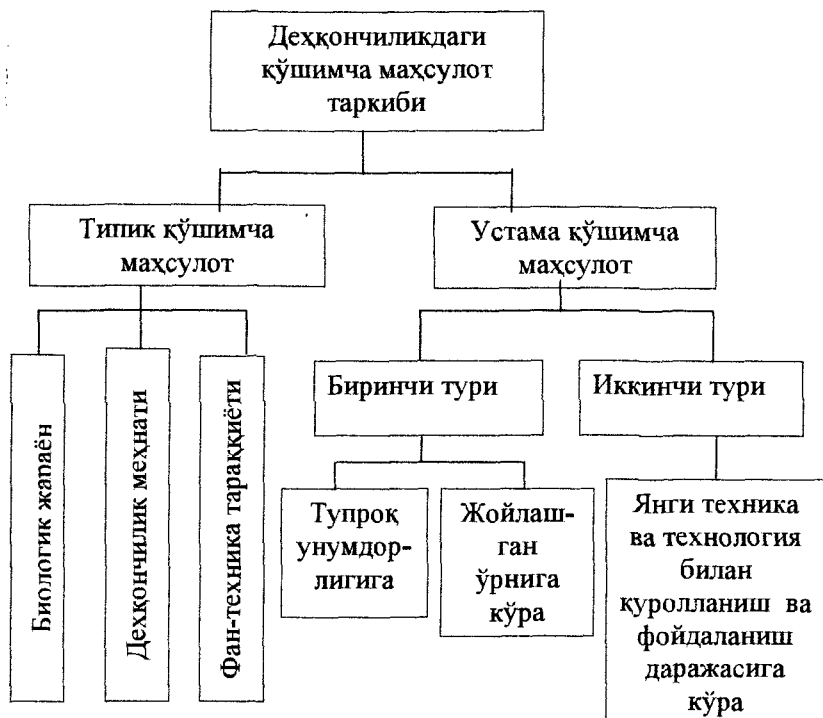 Деҳқончиликдаги
қўшимча маҳсулот
таркиби
Типик қўшимча
маҳсулот
Устама қўшимча
маҳсулот
Биологик жараён
Деҳқончилик меҳнати
Фан-техника тараққиёти
Биринчи тури
Иккинчи тури
Тупроқ
унумдор-
лигига
Жойлаш-
ган
ўрнига
кўра
Янги техника
ва технология
билан
қуролланиш ва
фойдаланиш
даражасига
кўра